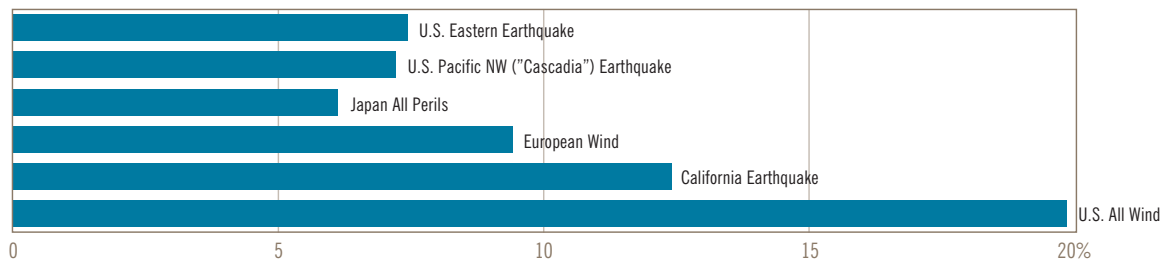 U.S. Eastern Earthquake
U.S. Pacific NW (”Cascadia”) Earthquake
Japan All Perils
European Wind
California Earthquake
U.S. All Wind
0 5 10 15 20%